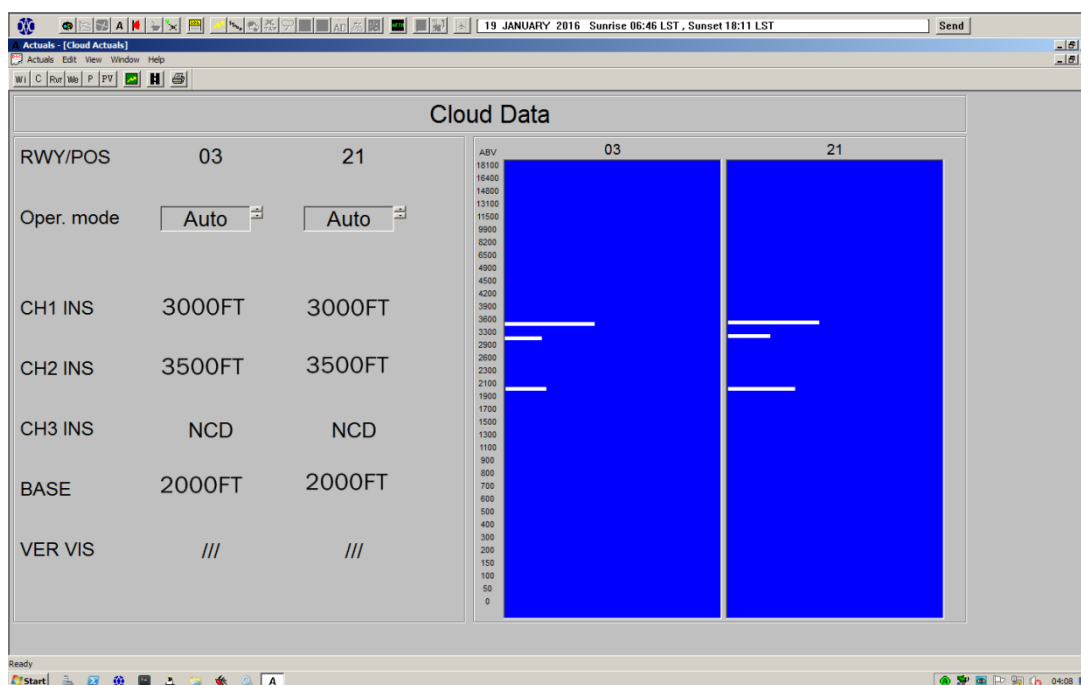 19 JANUARY 2016 Sunrise 06:46 LST , Sunset 18:11 LST Send
Actuals - [Cloud Actuals]
Actuals Edit View Window Help
Wi C Rvr We P PV
Cloud Data
RWY/POS 03 21
Oper. mode Auto Auto
CH1 INS 3000FT 3000FT
CH2 INS 3500FT 3500FT
CH3 INS NCD NCD
BASE 2000FT 2000FT
VER VIS /// ///
03 21
ABV
18100
16400
14800
13100
11500
9900
8200
6500
4900
4500
4200
3900
3600
3300
2900
2600
2300
2100
1900
1700
1500
1300
1100
900
800
700
600
500
400
300
200
150
100
50
0
Ready
Start A 04:08